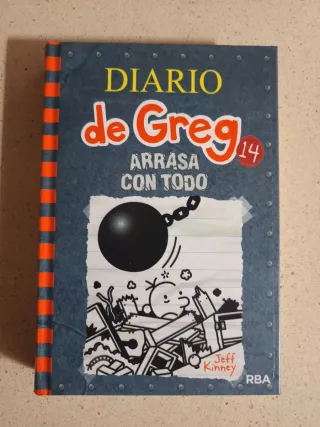 DIARIO
de Greg
14
ARRASA
CON TODO
Jeff
Kinney
RBA